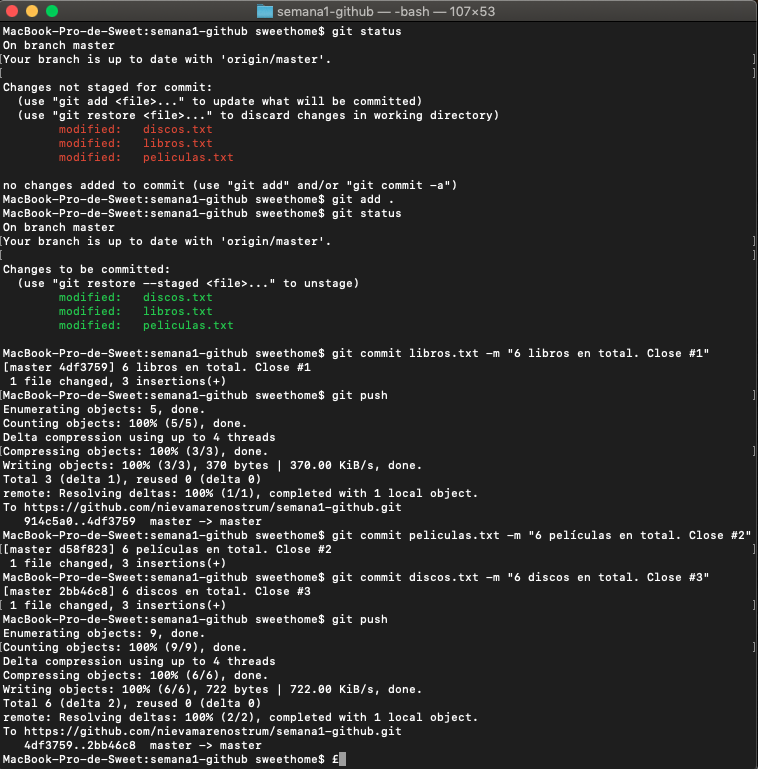 semana1-github — -bash — 107×53
MacBook-Pro-de-Sweet:semana1-github sweethome$ git status
On branch master
[Your branch is up to date with 'origin/master'. ]
[ ]
Changes not staged for commit:
  (use "git add <file>..." to update what will be committed)
  (use "git restore <file>..." to discard changes in working directory)
        modified:   discos.txt
        modified:   libros.txt
        modified:   peliculas.txt

no changes added to commit (use "git add" and/or "git commit -a")
MacBook-Pro-de-Sweet:semana1-github sweethome$ git add .
MacBook-Pro-de-Sweet:semana1-github sweethome$ git status
On branch master
[Your branch is up to date with 'origin/master'. ]
[ ]
Changes to be committed:
  (use "git restore --staged <file>..." to unstage)
        modified:   discos.txt
        modified:   libros.txt
        modified:   peliculas.txt

MacBook-Pro-de-Sweet:semana1-github sweethome$ git commit libros.txt -m "6 libros en total. Close #1"
[master 4df3759] 6 libros en total. Close #1
 1 file changed, 3 insertions(+)
[MacBook-Pro-de-Sweet:semana1-github sweethome$ git push ]
Enumerating objects: 5, done.
Counting objects: 100% (5/5), done.
Delta compression using up to 4 threads
[Compressing objects: 100% (3/3), done. ]
Writing objects: 100% (3/3), 370 bytes | 370.00 KiB/s, done.
Total 3 (delta 1), reused 0 (delta 0)
remote: Resolving deltas: 100% (1/1), completed with 1 local object.
To https://github.com/nievamarenostrum/semana1-github.git
   914c5a0..4df3759  master -> master
MacBook-Pro-de-Sweet:semana1-github sweethome$ git commit peliculas.txt -m "6 películas en total. Close #2"
[[master d58f823] 6 películas en total. Close #2 ]
 1 file changed, 3 insertions(+)
MacBook-Pro-de-Sweet:semana1-github sweethome$ git commit discos.txt -m "6 discos en total. Close #3"
[master 2bb46c8] 6 discos en total. Close #3
[ 1 file changed, 3 insertions(+) ]
MacBook-Pro-de-Sweet:semana1-github sweethome$ git push
Enumerating objects: 9, done.
[Counting objects: 100% (9/9), done. ]
Delta compression using up to 4 threads
Compressing objects: 100% (6/6), done.
Writing objects: 100% (6/6), 722 bytes | 722.00 KiB/s, done.
Total 6 (delta 2), reused 0 (delta 0)
remote: Resolving deltas: 100% (2/2), completed with 1 local object.
To https://github.com/nievamarenostrum/semana1-github.git
   4df3759..2bb46c8  master -> master
MacBook-Pro-de-Sweet:semana1-github sweethome$ £